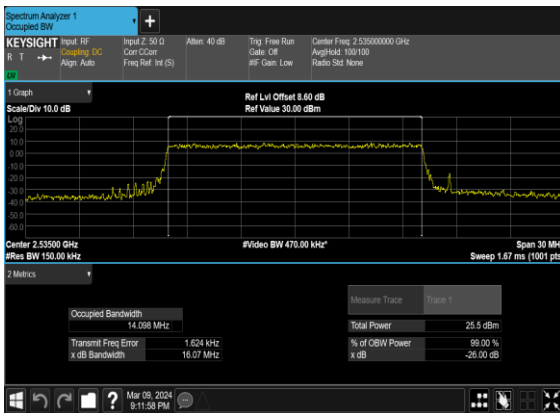 Spectrum Analyzer 1
Occupied BW
+
KEYSIGHT
R T
LV
Input: RF
Coupling: DC
Align: Auto
Input Z: 50 Ω
Corr CCorr
Freq Ref: Int (S)
Atten: 40 dB
Trig: Free Run
Gate: Off
#IF Gain: Low
Center Freq: 2.535000000 GHz
Avg|Hold: 100/100
Radio Std: None
1 Graph
Scale/Div 10.0 dB
Ref Lvl Offset 8.60 dB
Ref Value 30.00 dBm
Log
20.0
10.0
0.00
-10.0
-20.0
-30.0
-40.0
-50.0
-60.0
Center 2.53500 GHz
#Res BW 150.00 kHz
#Video BW 470.00 kHz*
Span 30 MH
Sweep 1.67 ms (1001 pts
2 Metrics
Measure Trace
Trace 1
Occupied Bandwidth
14.098 MHz
Total Power
25.5 dBm
Transmit Freq Error
1.624 kHz
% of OBW Power
99.00 %
x dB Bandwidth
16.07 MHz
x dB
-26.00 dB
?
Mar 09, 2024
9:11:58 PM